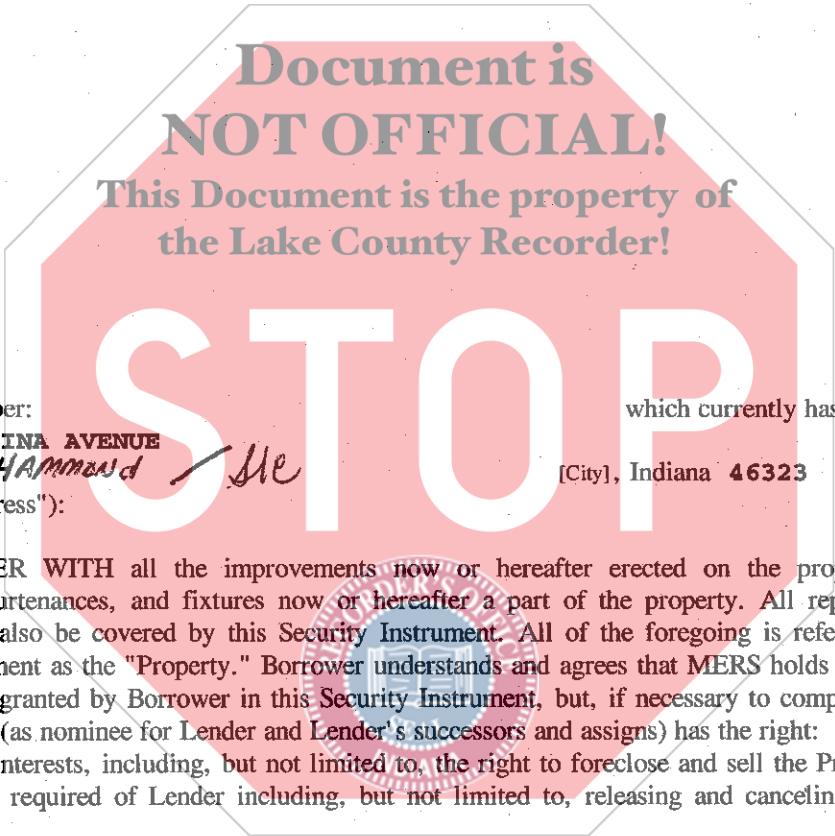 Document is
NOT OFFICIAL!
This Document is the property of
the Lake County Recorder!
STOP
er: which currently has
INA AVENUE
HAMMOND
[City], Indiana 46323
ress"):
ER WITH all the improvements now or hereafter erected on the pro
urtenances, and fixtures now or hereafter a part of the property. All rep
also be covered by this Security Instrument. All of the foregoing is refe
nent as the "Property." Borrower understands and agrees that MERS holds
granted by Borrower in this Security Instrument, but, if necessary to comp
(as nominee for Lender and Lender's successors and assigns) has the right:
nterests, including, but not limited to, the right to foreclose and sell the Pr
required of Lender including, but not limited to, releasing and cancelin
RECORDER'S OFFICE
SEAL